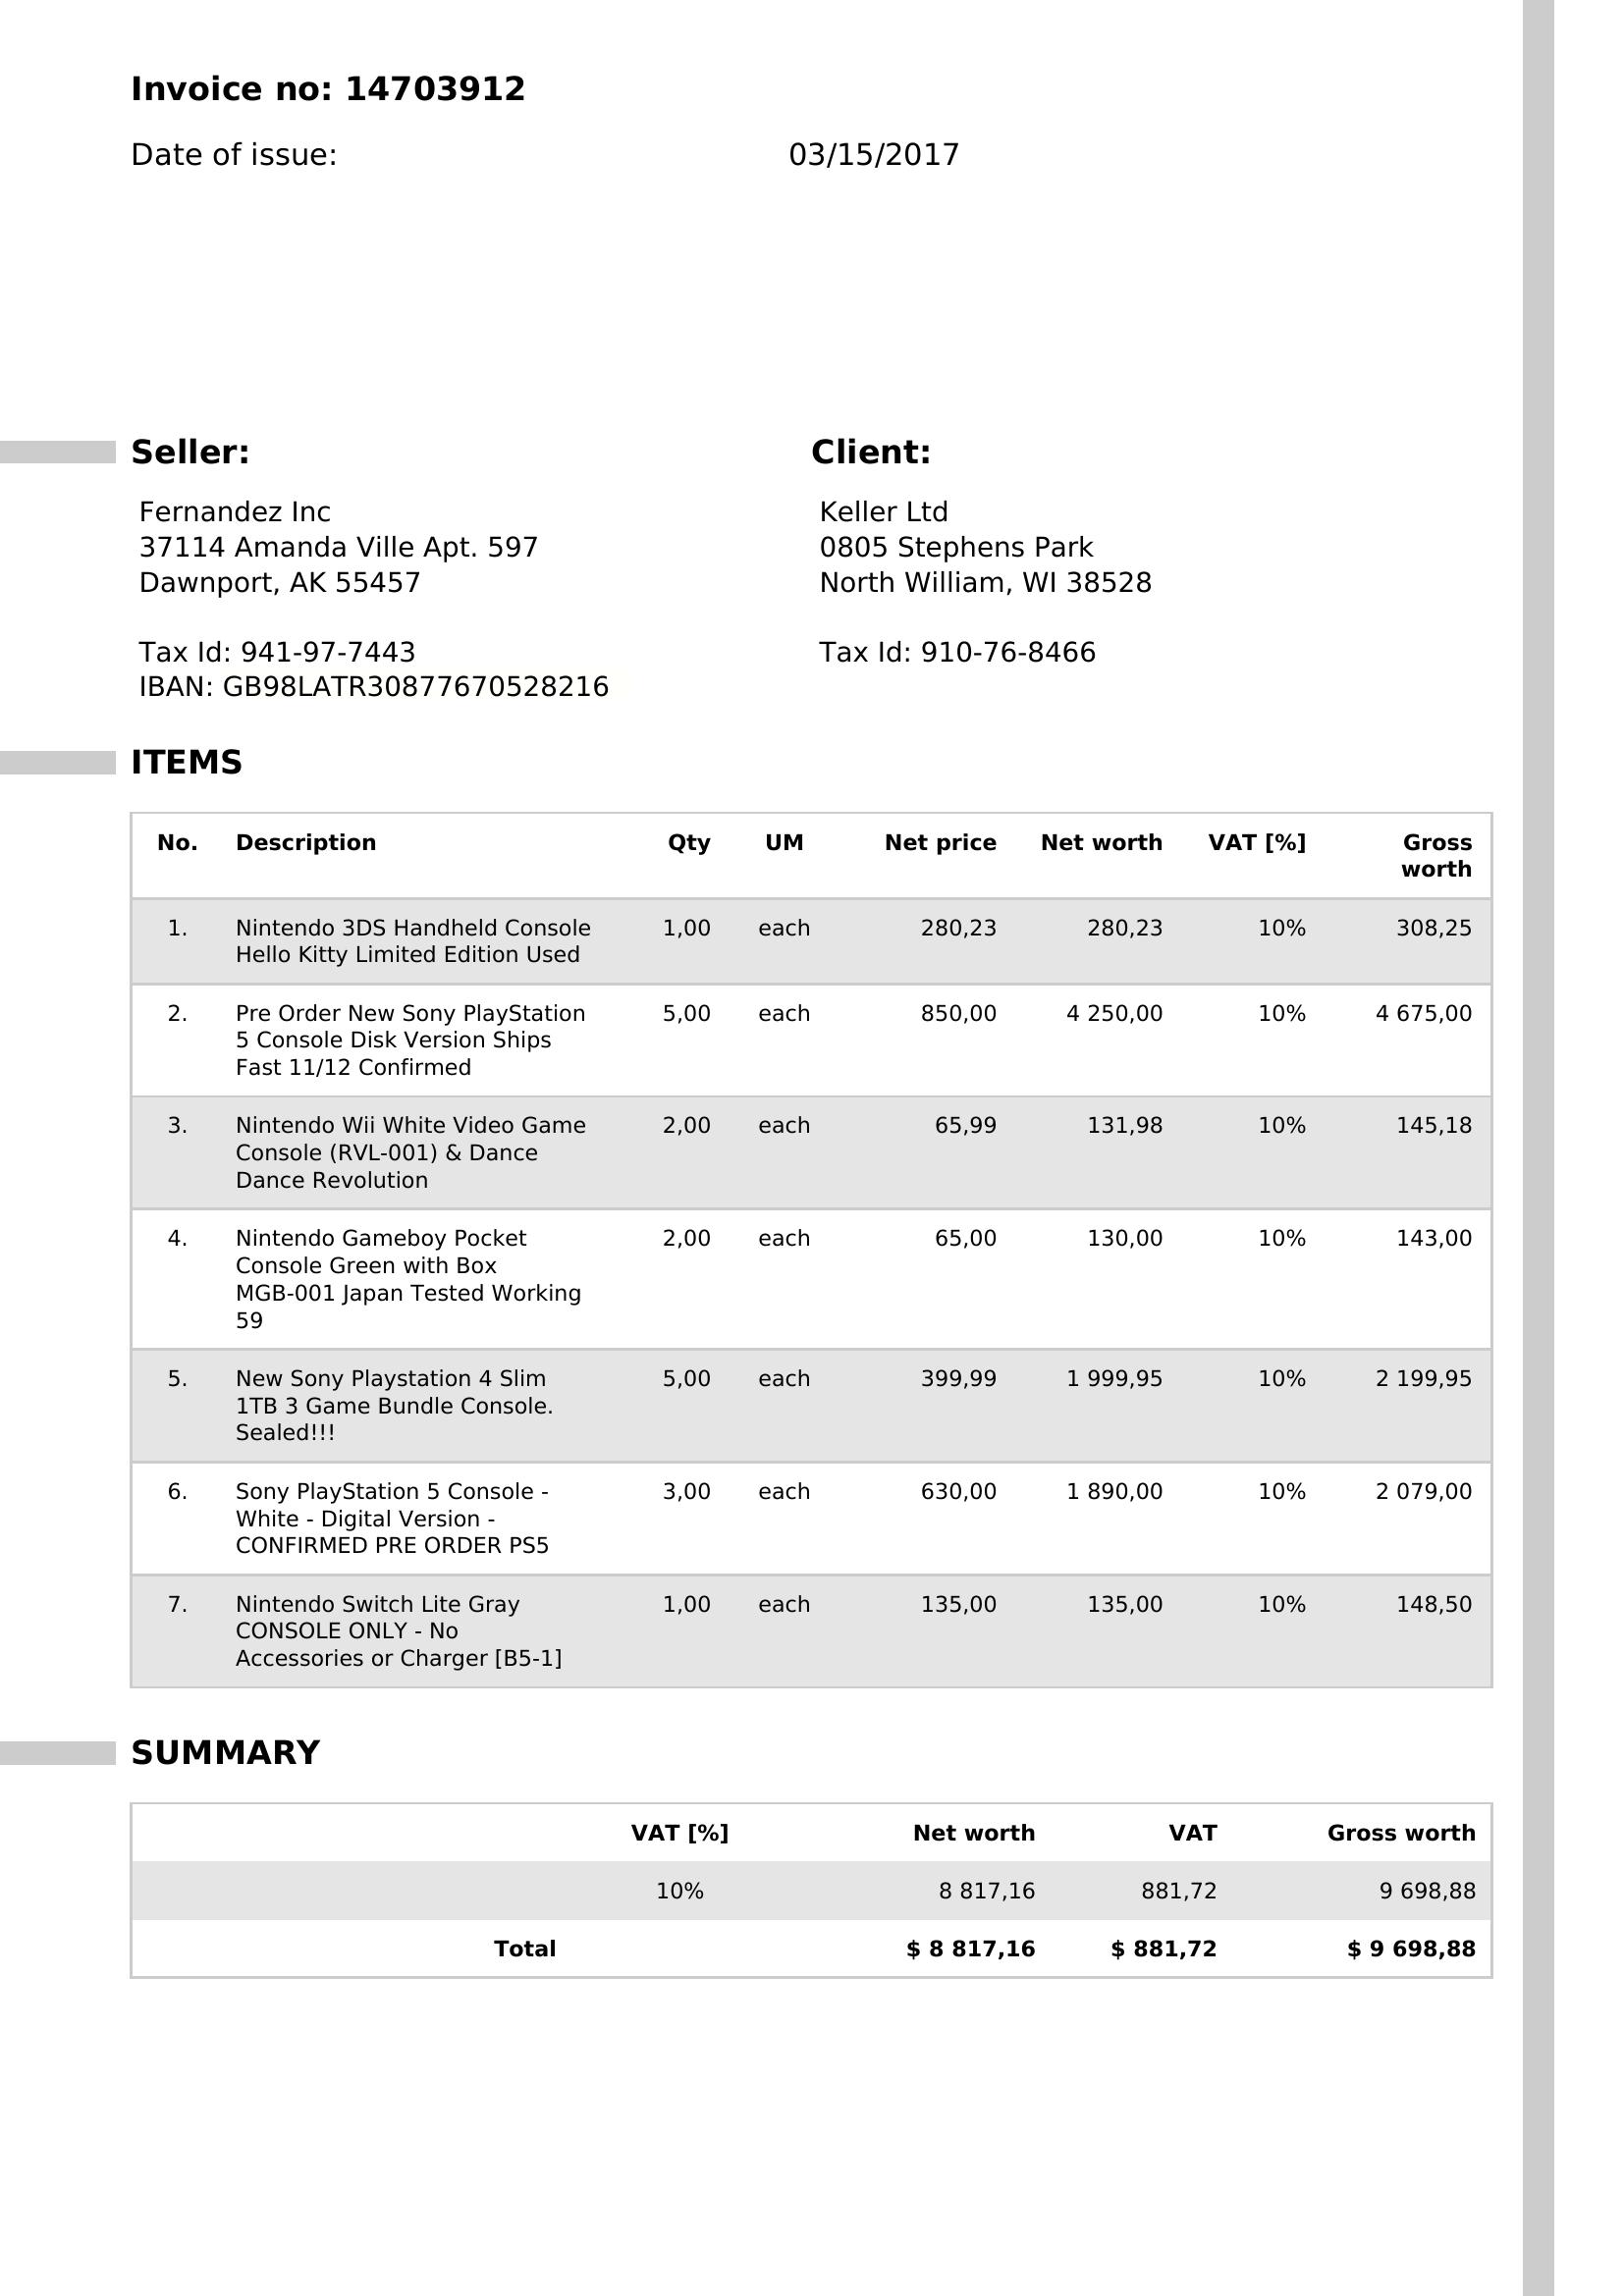 Invoice no: 14703912
Date of issue: 03/15/2017
Seller: Client:
Fernandez Inc Keller Ltd
37114 Amanda Ville Apt. 597 0805 Stephens Park
Dawnport, AK 55457 North William, WI 38528
Tax Id: 941-97-7443 Tax Id: 910-76-8466
IBAN: GB98LATR30877670528216
ITEMS
No. Description Qty UM Net price Net worth VAT [%] Gross
worth
1. Nintendo 3DS Handheld Console 1,00 each 280,23 280,23 10% 308,25
Hello Kitty Limited Edition Used
2. Pre Order New Sony PlayStation 5,00 each 850,00 4 250,00 10% 4 675,00
5 Console Disk Version Ships
Fast 11/12 Confirmed
3. Nintendo Wii White Video Game 2,00 each 65,99 131,98 10% 145,18
Console (RVL-001) & Dance
Dance Revolution
4. Nintendo Gameboy Pocket 2,00 each 65,00 130,00 10% 143,00
Console Green with Box
MGB-001 Japan Tested Working
59
5. New Sony Playstation 4 Slim 5,00 each 399,99 1 999,95 10% 2 199,95
1TB 3 Game Bundle Console.
Sealed!!!
6. Sony PlayStation 5 Console - 3,00 each 630,00 1 890,00 10% 2 079,00
White - Digital Version -
CONFIRMED PRE ORDER PS5
7. Nintendo Switch Lite Gray 1,00 each 135,00 135,00 10% 148,50
CONSOLE ONLY - No
Accessories or Charger [B5-1]
SUMMARY
VAT [%] Net worth VAT Gross worth
10% 8 817,16 881,72 9 698,88
Total $ 8 817,16 $ 881,72 $ 9 698,88